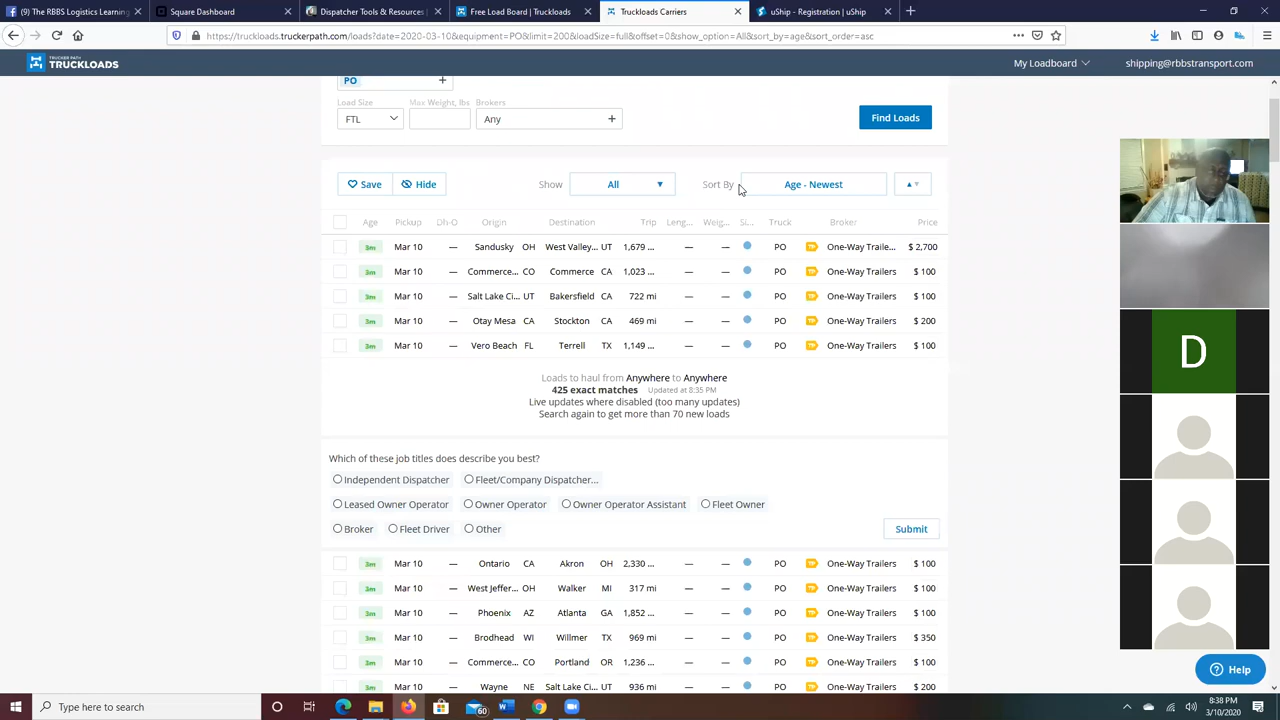 (3) RBBS Logistics Learning
Square Dashboard
Dispatcher Tools & Resources
Free Load Board | Truckloads
Truckloads Carriers
uShip - Registration | uShip
https://truckloads.truckerpath.com/loads?date=2020-03-10&equipment=PO&limit=200&loadSize=full&offset=0&show_option=All&sort_by=age&sort_order=asc
TRUCKER PATH
TRUCKLOADS
My Loadboard
shipping@rbbstransport.com
PO +
Load Size Max Weight, lbs Brokers
FTL Any + Find Loads
Save Hide Show All Sort By Age - Newest
Age Pickup Dh-O Origin Destination Trip Leng... Weig... Si... Truck Broker Price
3m Mar 10 — Sandusky OH West Valley... UT 1,679 ... — — PO TP One-Way Traile... $ 2,700
3m Mar 10 — Commerce... CO Commerce CA 1,023 ... — — PO TP One-Way Trailers $ 100
3m Mar 10 — Salt Lake Ci... UT Bakersfield CA 722 mi — — PO TP One-Way Trailers $ 100
3m Mar 10 — Otay Mesa CA Stockton CA 469 mi — — PO TP One-Way Trailers $ 200
3m Mar 10 — Vero Beach FL Terrell TX 1,149 ... — — PO TP One-Way Trailers $ 100
Loads to haul from Anywhere to Anywhere
425 exact matches Updated at 8:35 PM
Live updates where disabled (too many updates)
Search again to get more than 70 new loads
Which of these job titles does describe you best?
Independent Dispatcher Fleet/Company Dispatcher...
Leased Owner Operator Owner Operator Owner Operator Assistant Fleet Owner
Broker Fleet Driver Other Submit
3m Mar 10 — Ontario CA Akron OH 2,330 ... — — PO TP One-Way Trailers $ 100
3m Mar 10 — West Jeffer... OH Walker MI 317 mi — — PO TP One-Way Trailers $ 100
3m Mar 10 — Phoenix AZ Atlanta GA 1,852 ... — — PO TP One-Way Trailers $ 100
3m Mar 10 — Brodhead WI Willmer TX 969 mi — — PO TP One-Way Trailers $ 350
3m Mar 10 — Commerce... CO Portland OR 1,236 ... — — PO TP One-Way Trailers $ 100
3m Mar 10 — Wayne NE Salt Lake Ci... UT 936 mi — — PO TP One-Way Trailers $ 200
D
Help
Type here to search
60
8:38 PM
3/10/2020